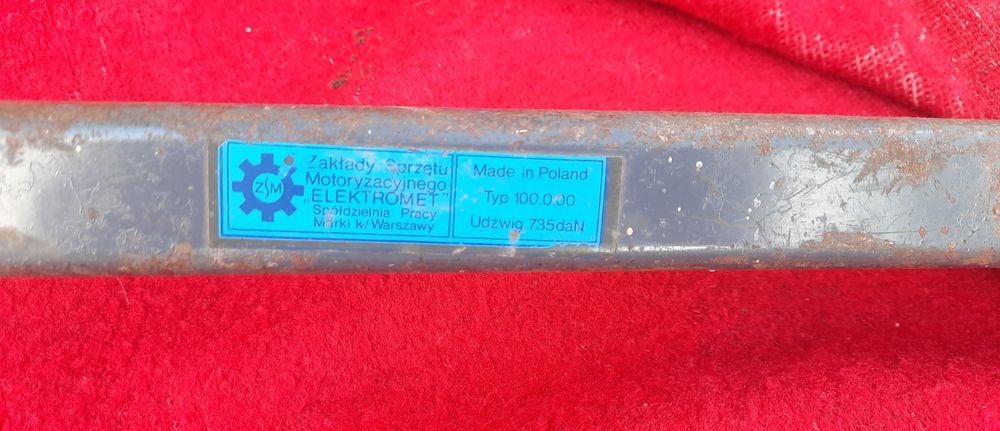 ZSM
Zakłady Sprzętu
Motoryzacyjnego
„ELEKTROMET"
Spółdzielnia Pracy
Marki k/Warszawy
Made in Poland
Typ 100.0.00
Udźwig 735daN